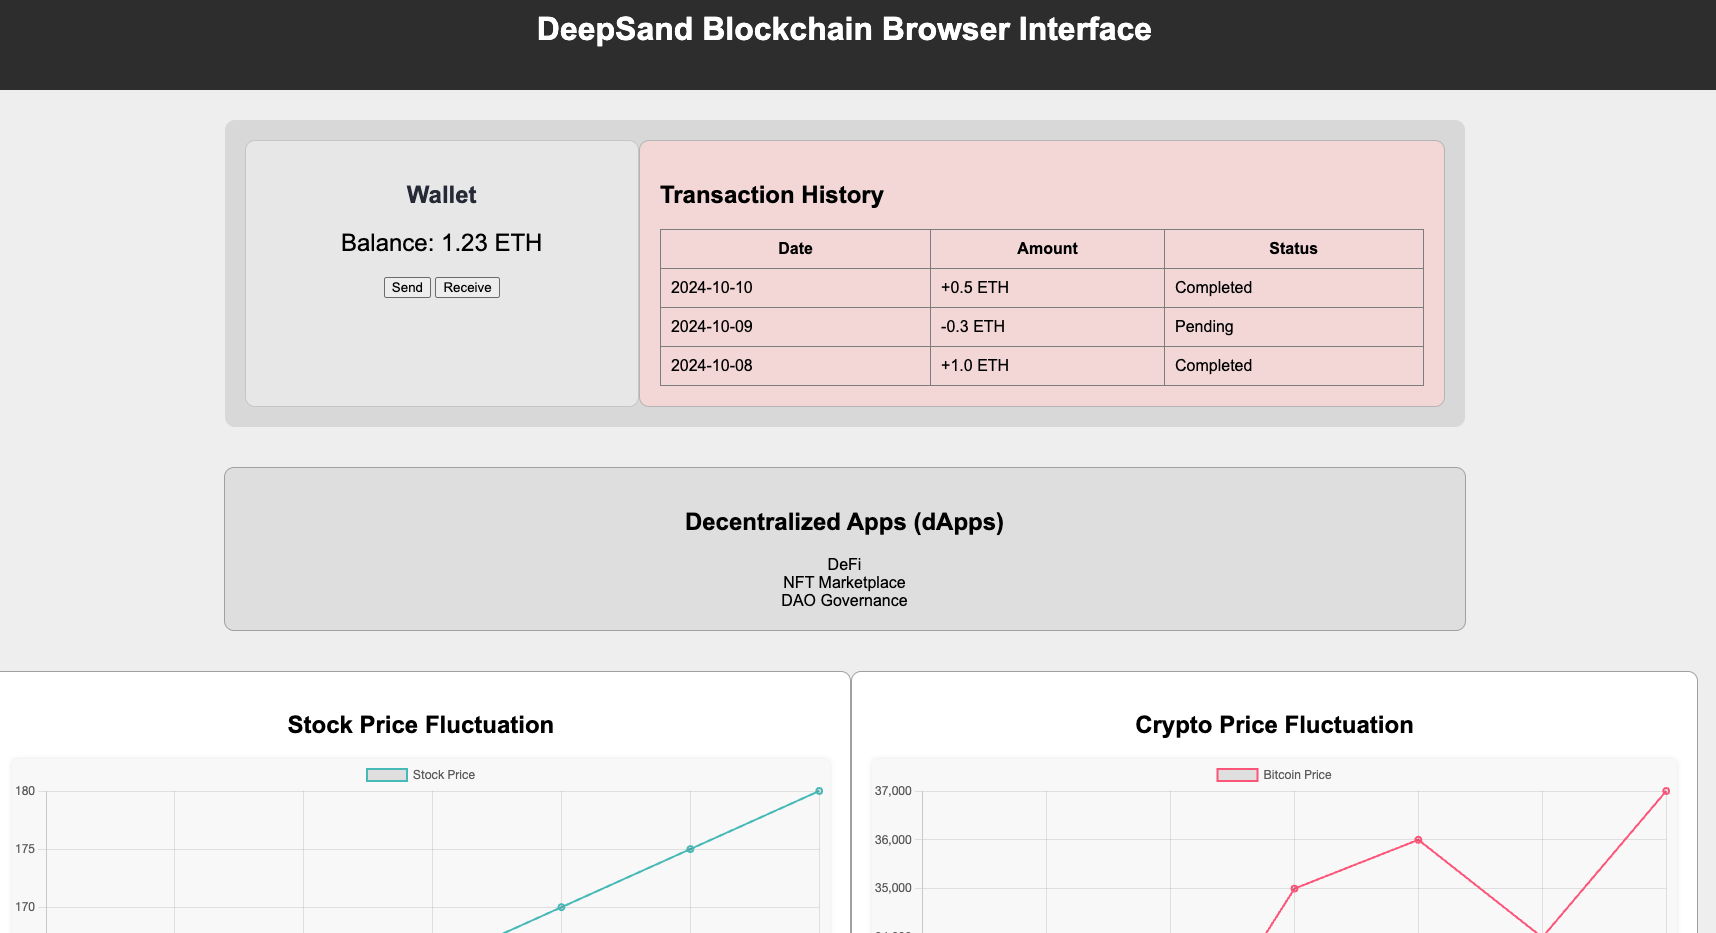 DeepSand Blockchain Browser Interface
Wallet
Balance: 1.23 ETH
Send Receive
Transaction History
Date Amount Status
2024-10-10 +0.5 ETH Completed
2024-10-09 -0.3 ETH Pending
2024-10-08 +1.0 ETH Completed
Decentralized Apps (dApps)
DeFi
NFT Marketplace
DAO Governance
Stock Price Fluctuation
Stock Price
180
175
170
Crypto Price Fluctuation
Bitcoin Price
37,000
36,000
35,000